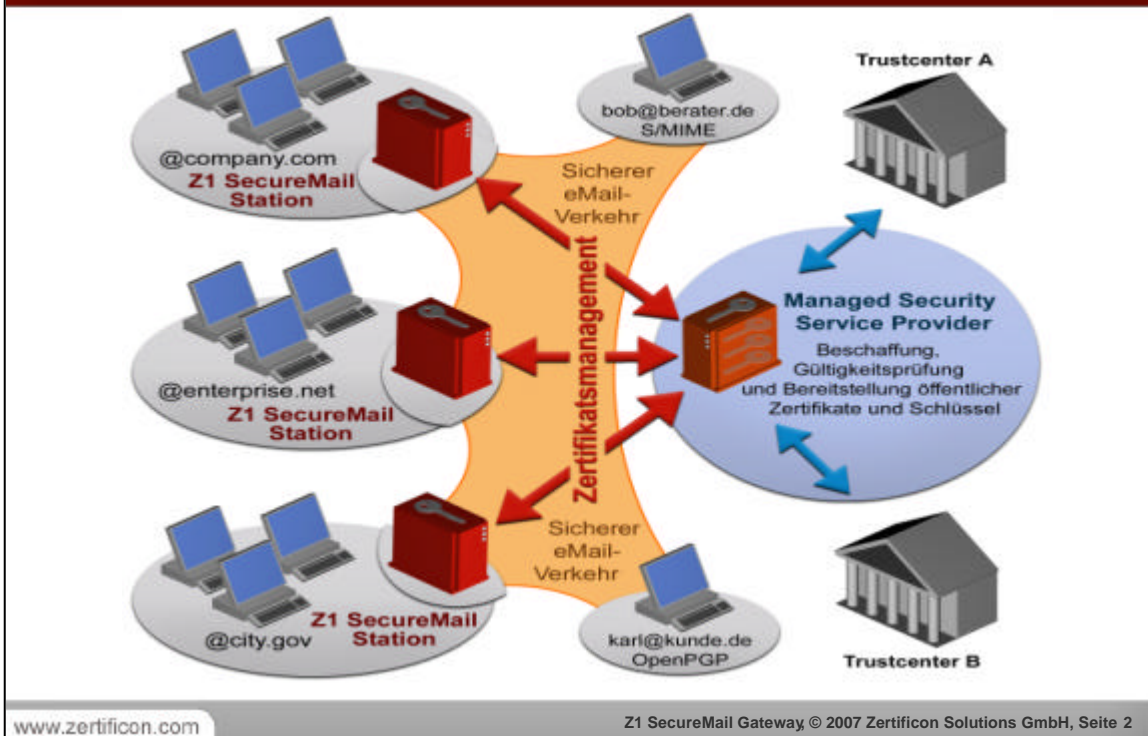 @company.com
Z1 SecureMail
Station
bob@berater.de
S/MIME
Trustcenter A
Sicherer
eMail-
Verkehr
Zertifikatsmanagement
Managed Security
Service Provider
Beschaffung,
Gültigkeitsprüfung
und Bereitstellung öffentlicher
Zertifikate und Schlüssel
@enterprise.net
Z1 SecureMail
Station
Sicherer
eMail-
Verkehr
@city.gov
Z1 SecureMail
Station
karl@kunde.de
OpenPGP
Trustcenter B
www.zertificon.com
Z1 SecureMail Gateway, © 2007 Zertificon Solutions GmbH, Seite 2